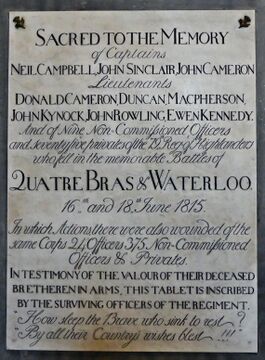 SACRED TO THE MEMORY
of Captains
NEIL CAMPBELL, JOHN SINCLAIR JOHN CAMERON
Lieutenants
DONALD CAMERON DUNCAN, MACPHERSON,
JOHN KYNOCK, JOHN ROWLING, EWEN KENNEDY.
And of Nine Non-Commissioned Officers
and seventy five privates of the 79 Regt Highlanders
who fell in the memorable Battles of
QUATRE BRAS & WATERLOO.
16th and 18th June 1815.
In which Actions there were also wounded of the
same Corps 24 Officers 375 Non-Commissioned
Officers & Privates.
IN TESTIMONY OF THE VALOUR OF THEIR DECEASED
BRETHEREN IN ARMS, THIS TABLET IS INSCRIBED
BY THE SURVIVING OFFICERS OF THE REGIMENT.
"How sleep the Brave who sink to rest?
"By all their Country's wishes blest!!!